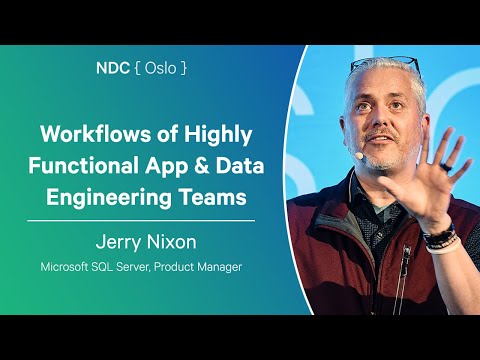 NDC { Oslo }
Workflows of Highly
Functional App & Data
Engineering Teams
Jerry Nixon
Microsoft SQL Server, Product Manager